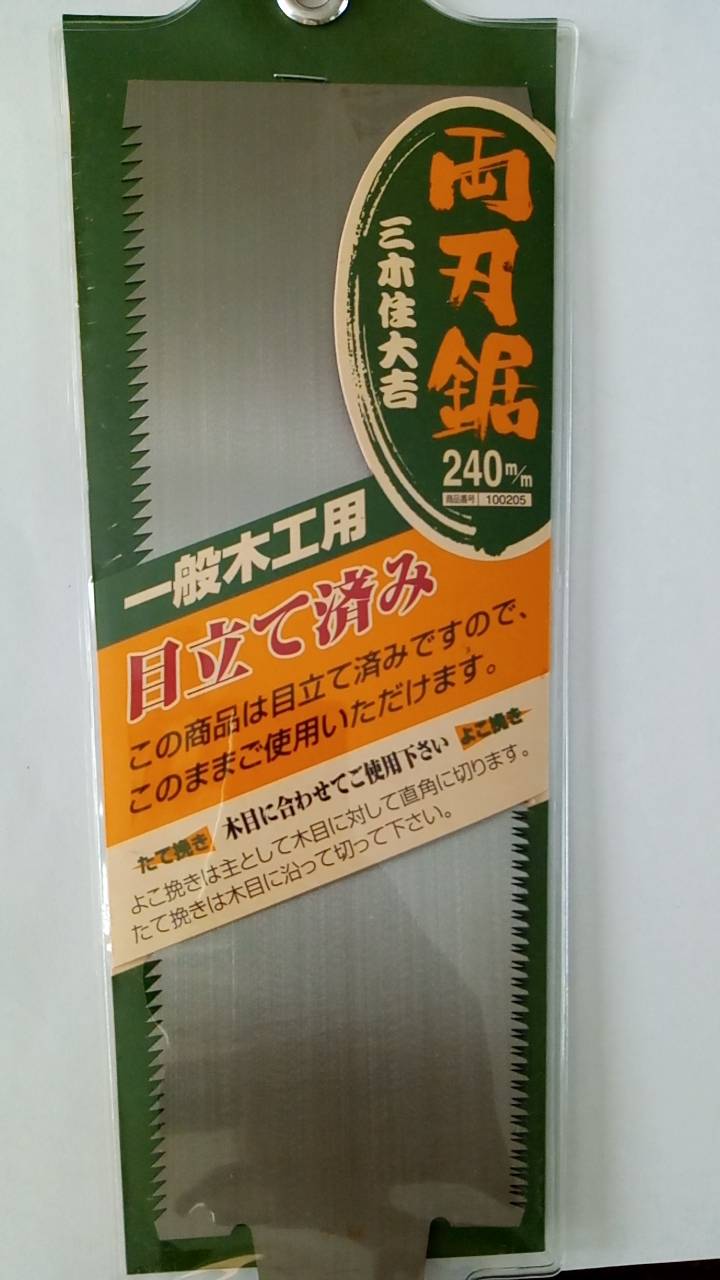 両刃鋸
三木住大吉
240m/m
商品番号 100205
一般木工用
目立て済み
この商品は目立て済みですので、
このままご使用いただけます。
たて挽き 木目に合わせてご使用下さい よこ挽き
よこ挽きは主として木目に対して直角に切ります。
たて挽きは木目に沿って切って下さい。